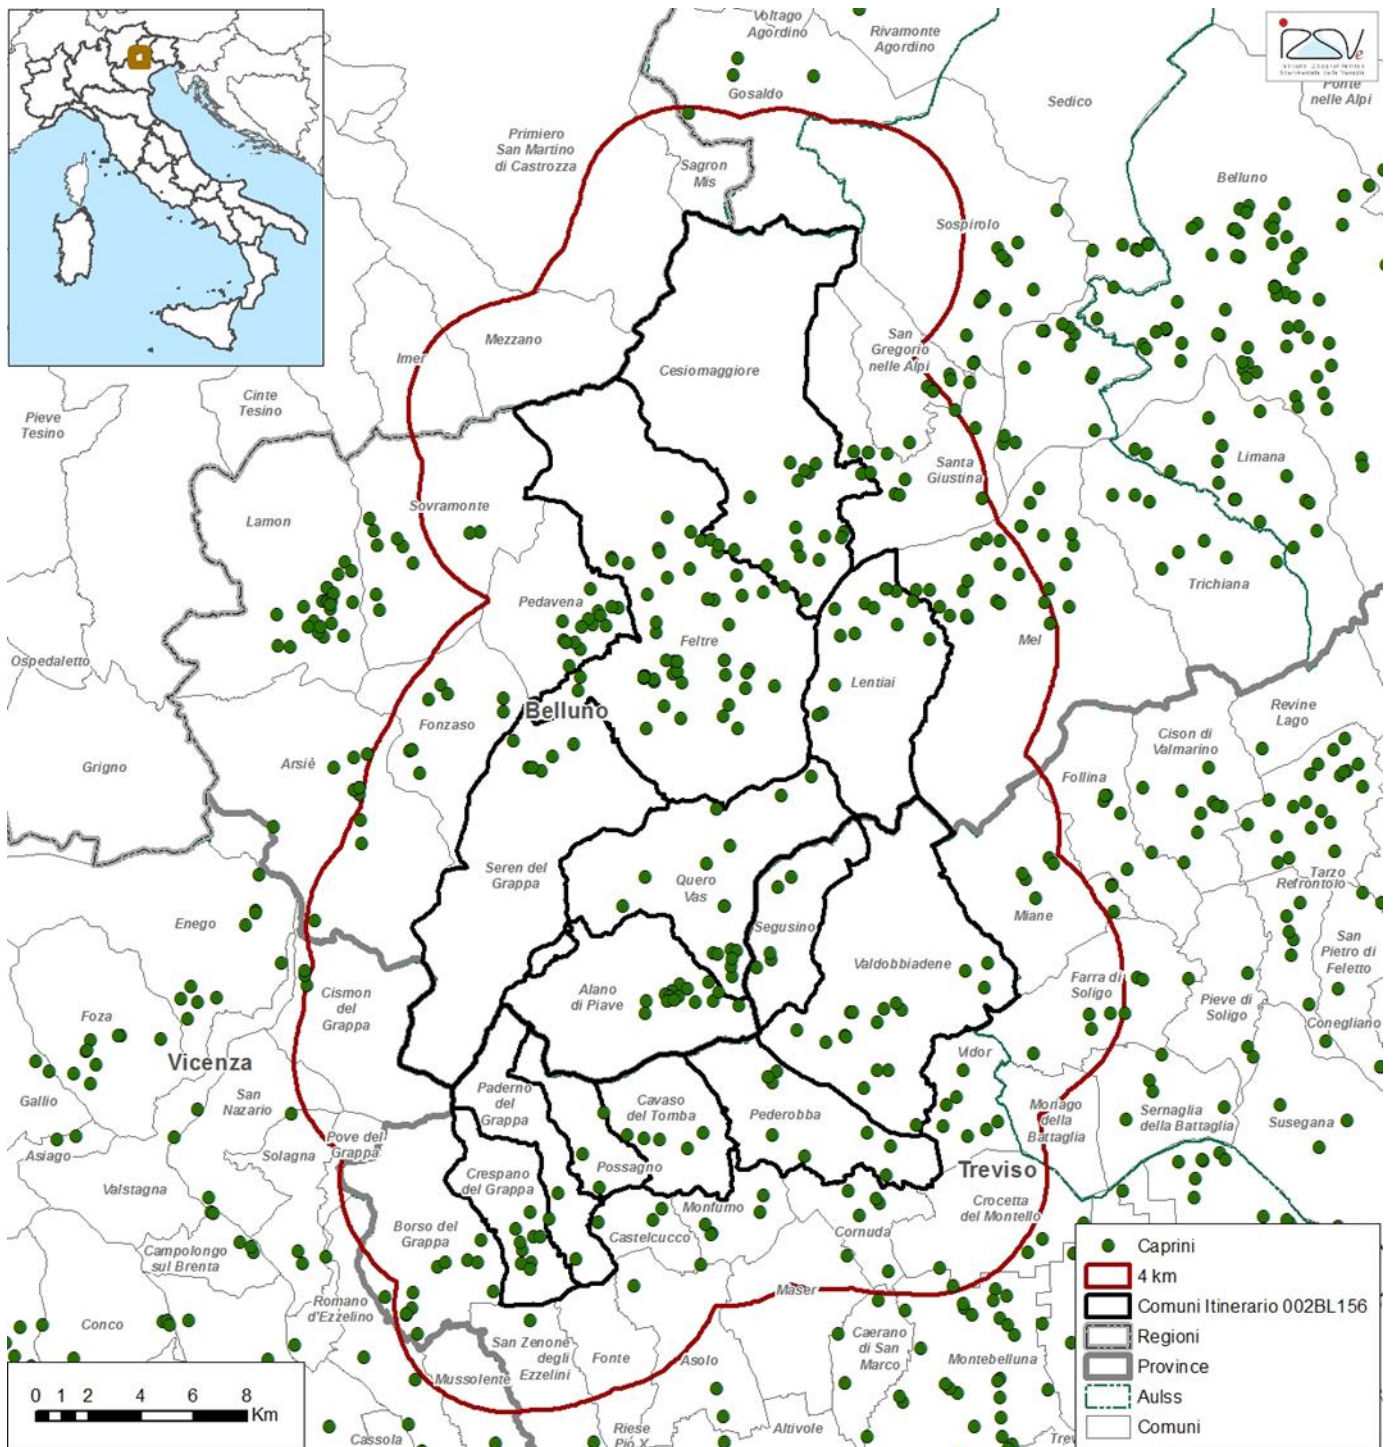 Voltago
Agordino
Rivamonte
Agordino
IZSVe
Ponte
nelle Alpi
Gosaldo
Sedico
Primiero
San Martino
di Castrozza
Sagron
Mis
Belluno
Sospirolo
Mezzano
Imer
San
Gregorio
nelle Alpi
Cesiomaggiore
Cinte
Tesino
Pieve
Tesino
Limana
Santa
Giustina
Sovramonte
Lamon
Trichiana
Pedavena
Feltre
Mel
Ospedaletto
Lentiai
Belluno
Fonzaso
Revine
Lago
Cison di
Valmarino
Grigno
Arsiè
Follina
Seren del
Grappa
Quero
Vas
Tarzo
Refrontolo
Enego
Segusino
Miane
San
Pietro di
Feletto
Valdobbiadene
Alano
di Piave
Farra di
Soligo
Cismon
del
Grappa
Pieve di
Soligo
Foza
Conegliano
Vicenza
Vidor
Gallio
San
Nazario
Paderno
del
Grappa
Cavaso
del Tomba
Pederobba
Moriago
della
Battaglia
Sernaglia
della Battaglia
Susegana
Asiago
Solagna
Pove del
Grappa
Possagno
Crespano
del Grappa
Treviso
Valstagna
Crocetta
del Montello
Monfumo
Borso del
Grappa
Castelcucco
Cornuda
Campolongo
sul Brenta
Maser
Romano
d'Ezzelino
Conco
San Zenone
degli
Ezzelini
Fonte
Asolo
Caerano
di San
Marco
Montebelluna
Mussolente
Cassola
Riese
Pió X
Altivole
Trev
0 1 2 4 6 8
Km
Caprini
4 km
Comuni Itinerario 002BL156
Regioni
Province
Aulss
Comuni